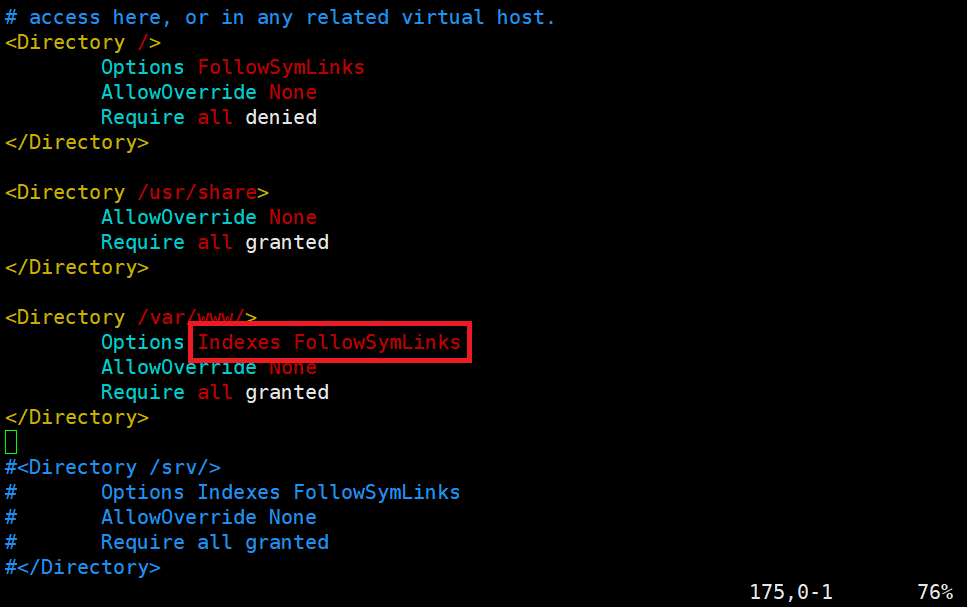 # access here, or in any related virtual host.
<Directory />
        Options FollowSymLinks
        AllowOverride None
        Require all denied
</Directory>

<Directory /usr/share>
        AllowOverride None
        Require all granted
</Directory>

<Directory /var/www/>
        Options Indexes FollowSymLinks
        AllowOverride None
        Require all granted
</Directory>

#<Directory /srv/>
#       Options Indexes FollowSymLinks
#       AllowOverride None
#       Require all granted
#</Directory>
175,0-1       76%